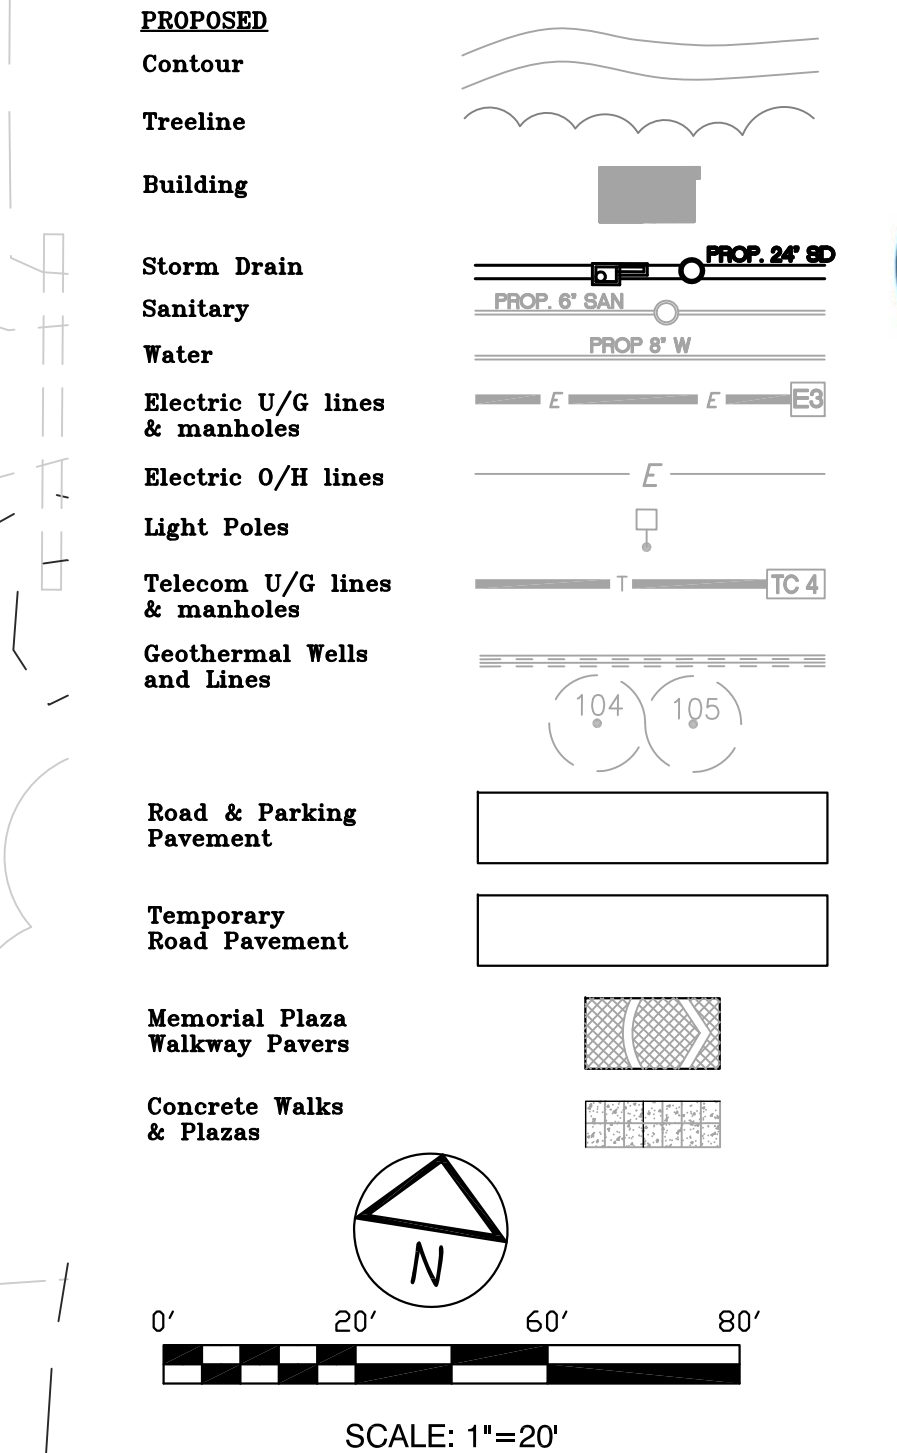 PROPOSED
Contour
Treeline
Building
Storm Drain
PROP. 24" SD
Sanitary
PROP. 6" SAN
Water
PROP 8" W
Electric U/G lines
& manholes
E E E3
Electric O/H lines
E
Light Poles
Telecom U/G lines
& manholes
T TC 4
Geothermal Wells
and Lines
104 105
Road & Parking
Pavement
Temporary
Road Pavement
Memorial Plaza
Walkway Pavers
Concrete Walks
& Plazas
N
0' 20' 60' 80'
SCALE: 1"=20'